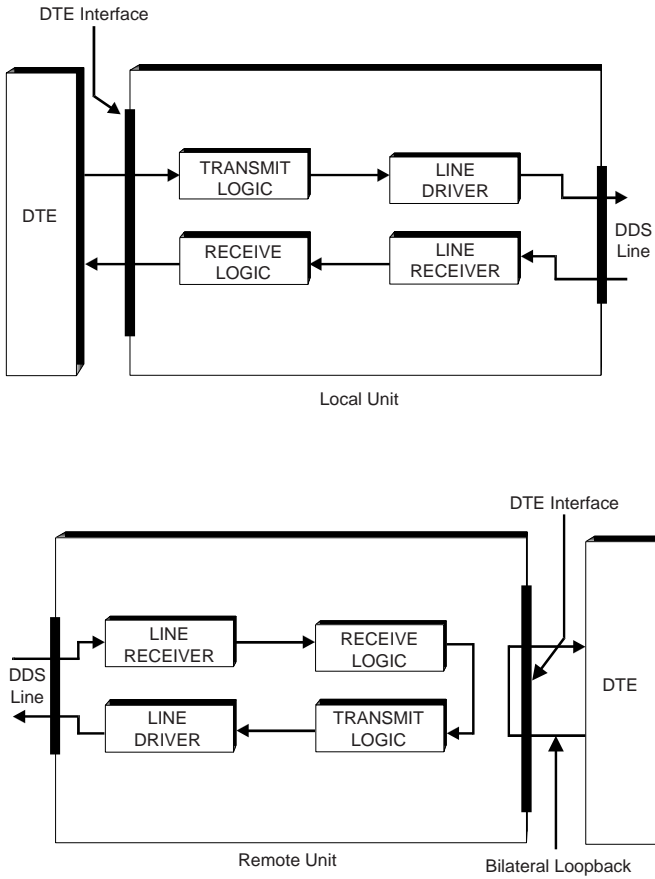 DTE Interface
DTE
TRANSMIT
LOGIC
LINE
DRIVER
RECEIVE
LOGIC
LINE
RECEIVER
DDS
Line
Local Unit
DTE Interface
LINE
RECEIVER
RECEIVE
LOGIC
DDS
Line
LINE
DRIVER
TRANSMIT
LOGIC
DTE
Remote Unit
Bilateral Loopback